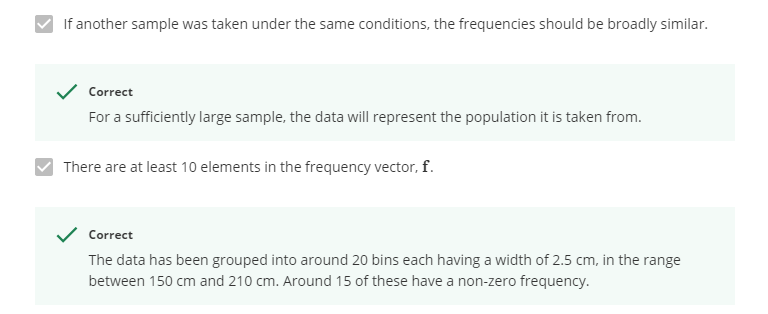 If another sample was taken under the same conditions, the frequencies should be broadly similar.
Correct
For a sufficiently large sample, the data will represent the population it is taken from.
There are at least 10 elements in the frequency vector, f.
Correct
The data has been grouped into around 20 bins each having a width of 2.5 cm, in the range
between 150 cm and 210 cm. Around 15 of these have a non-zero frequency.